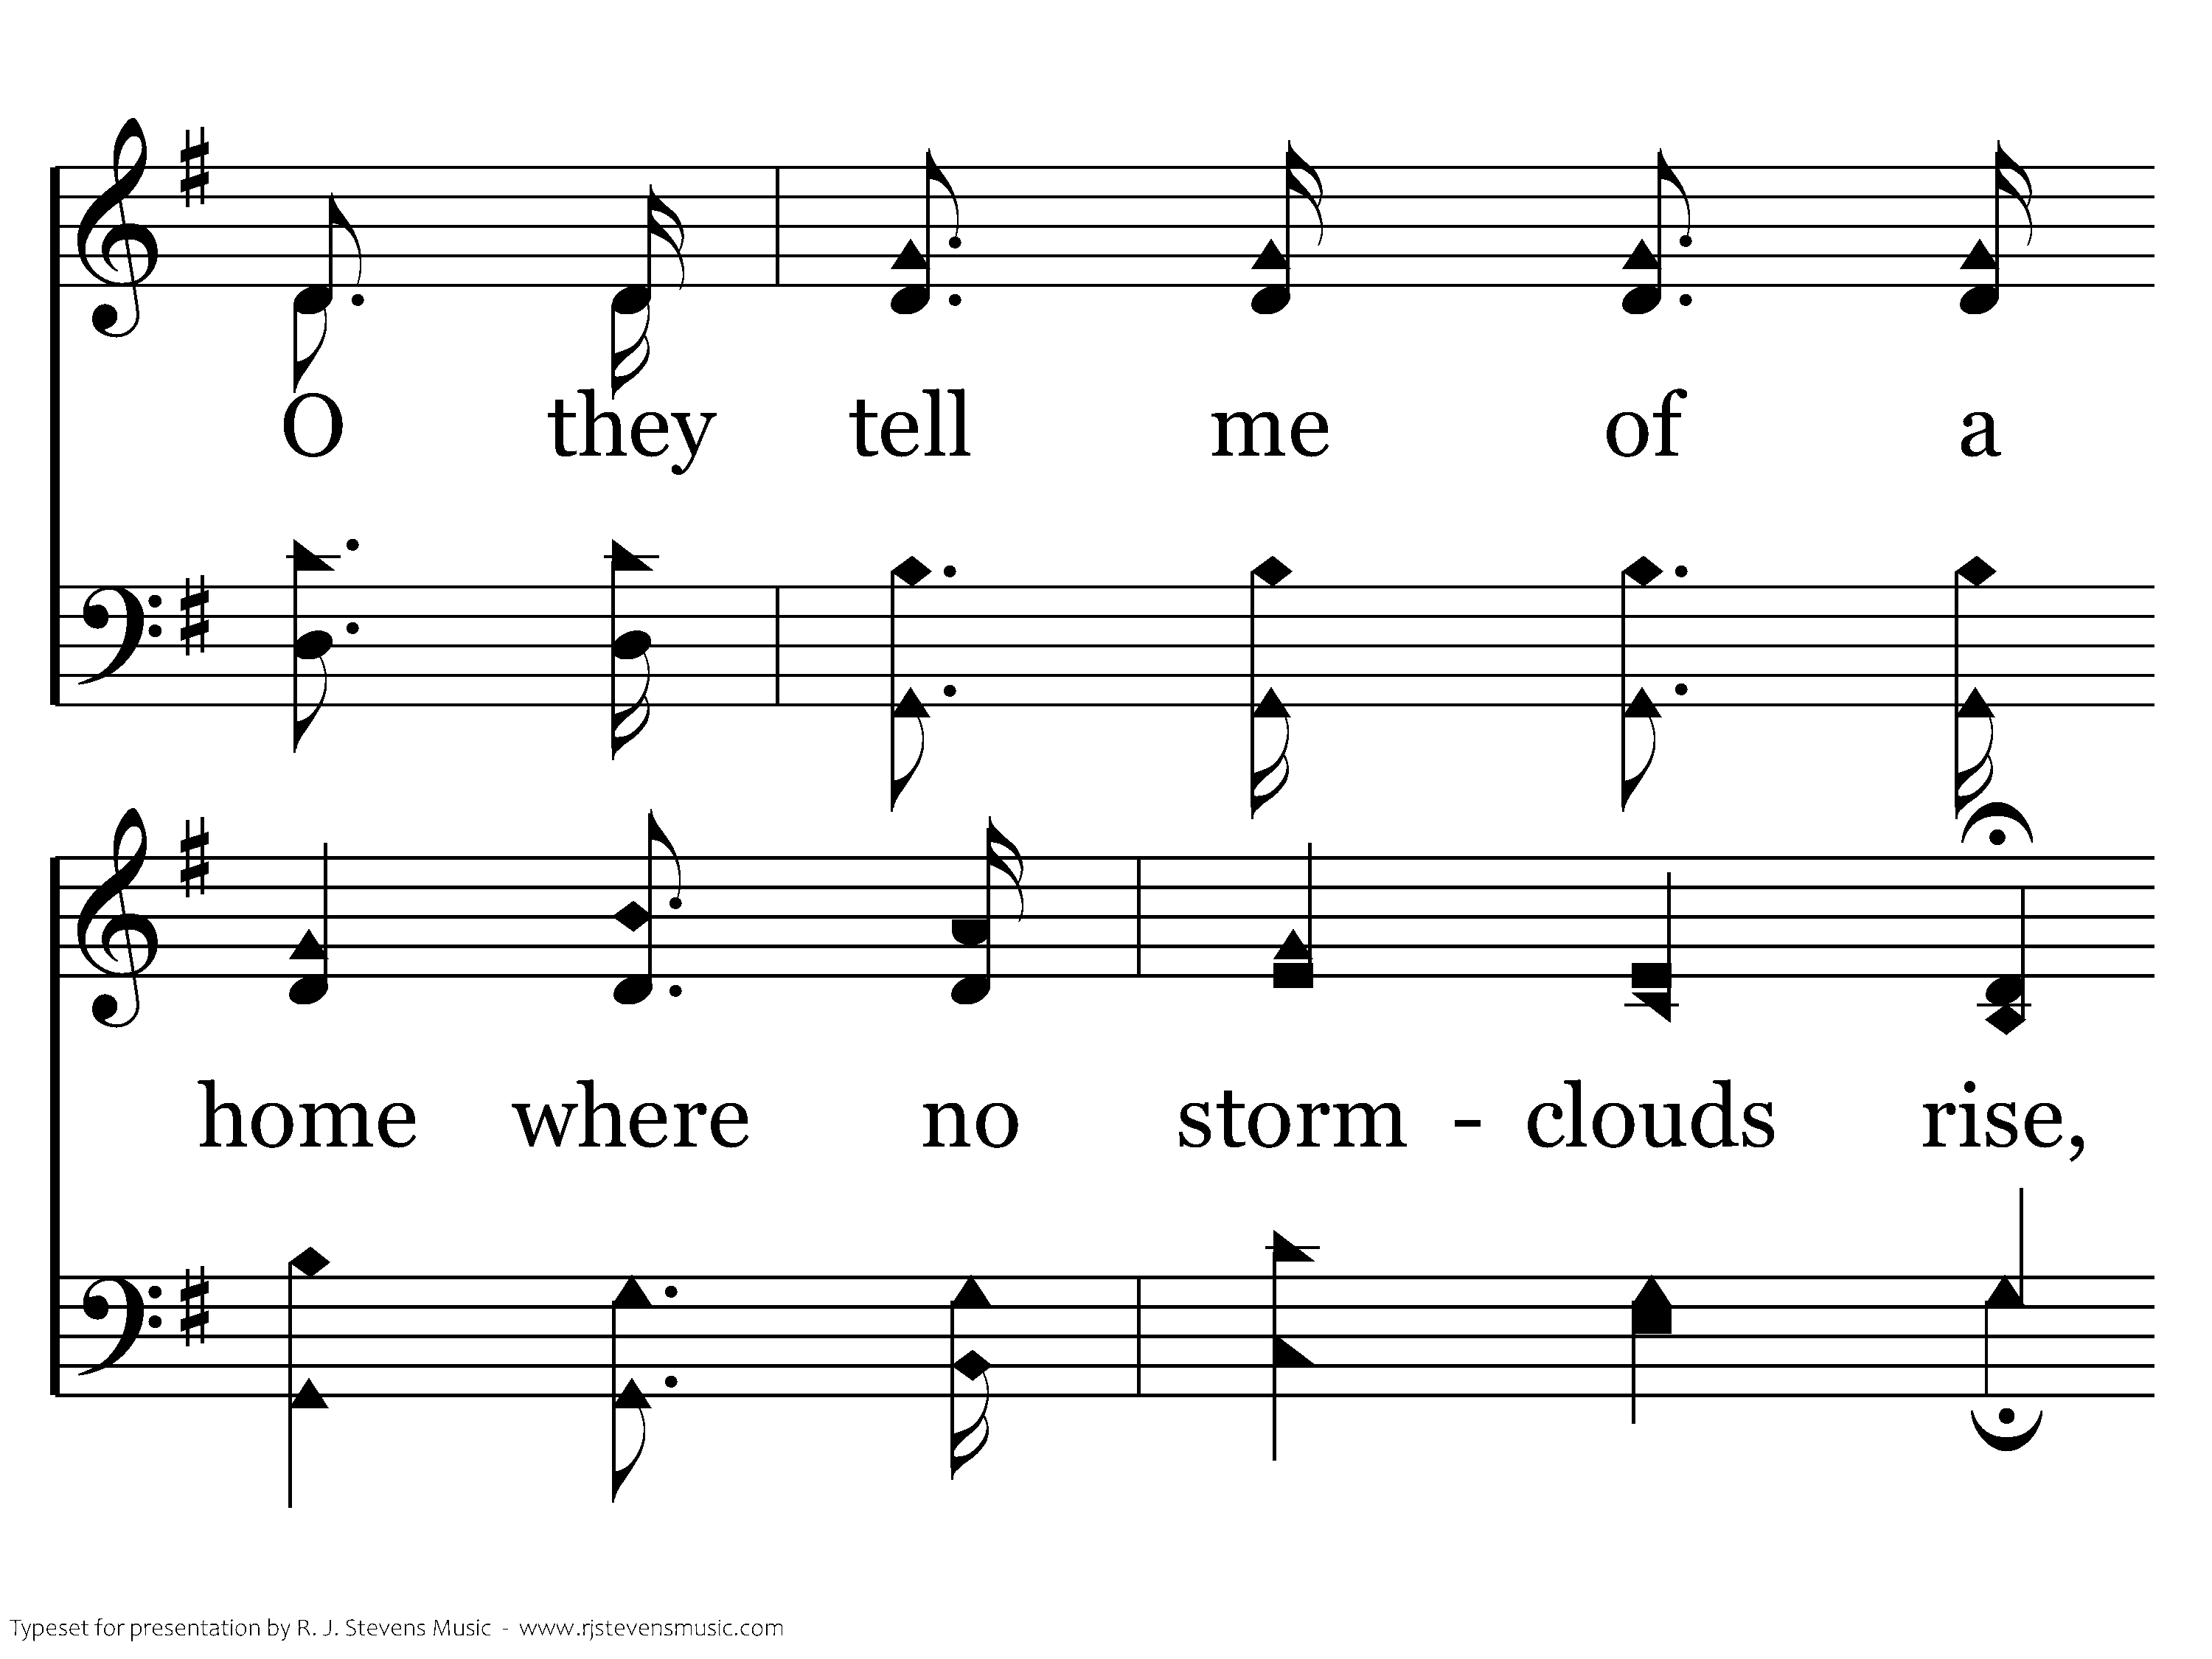 O they tell me of a
home where no storm - clouds rise,
Typeset for presentation by R. J. Stevens Music - www.rjstevensmusic.com